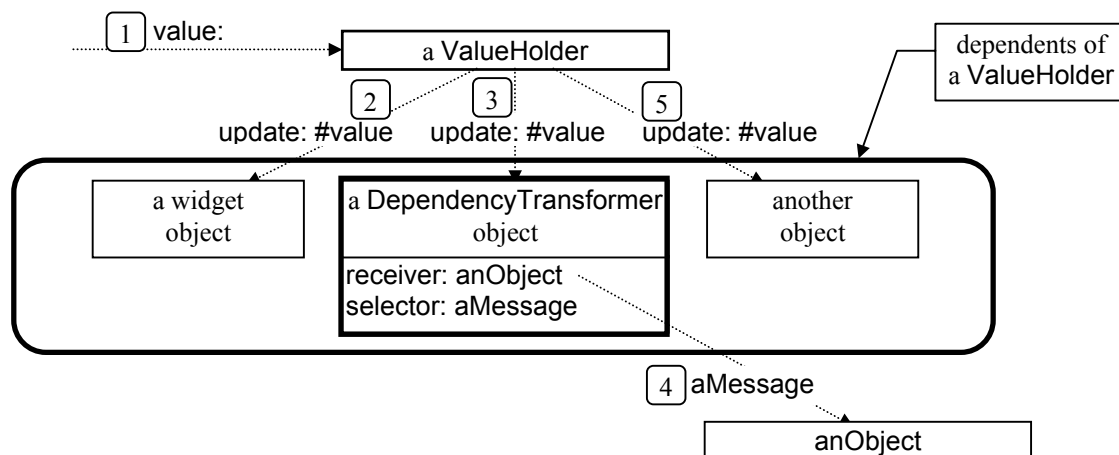 1 value:
a ValueHolder
dependents of
a ValueHolder
2
3
5
update: #value
update: #value
update: #value
a widget
object
a DependencyTransformer
object
receiver: anObject
selector: aMessage
another
object
4 aMessage
anObject